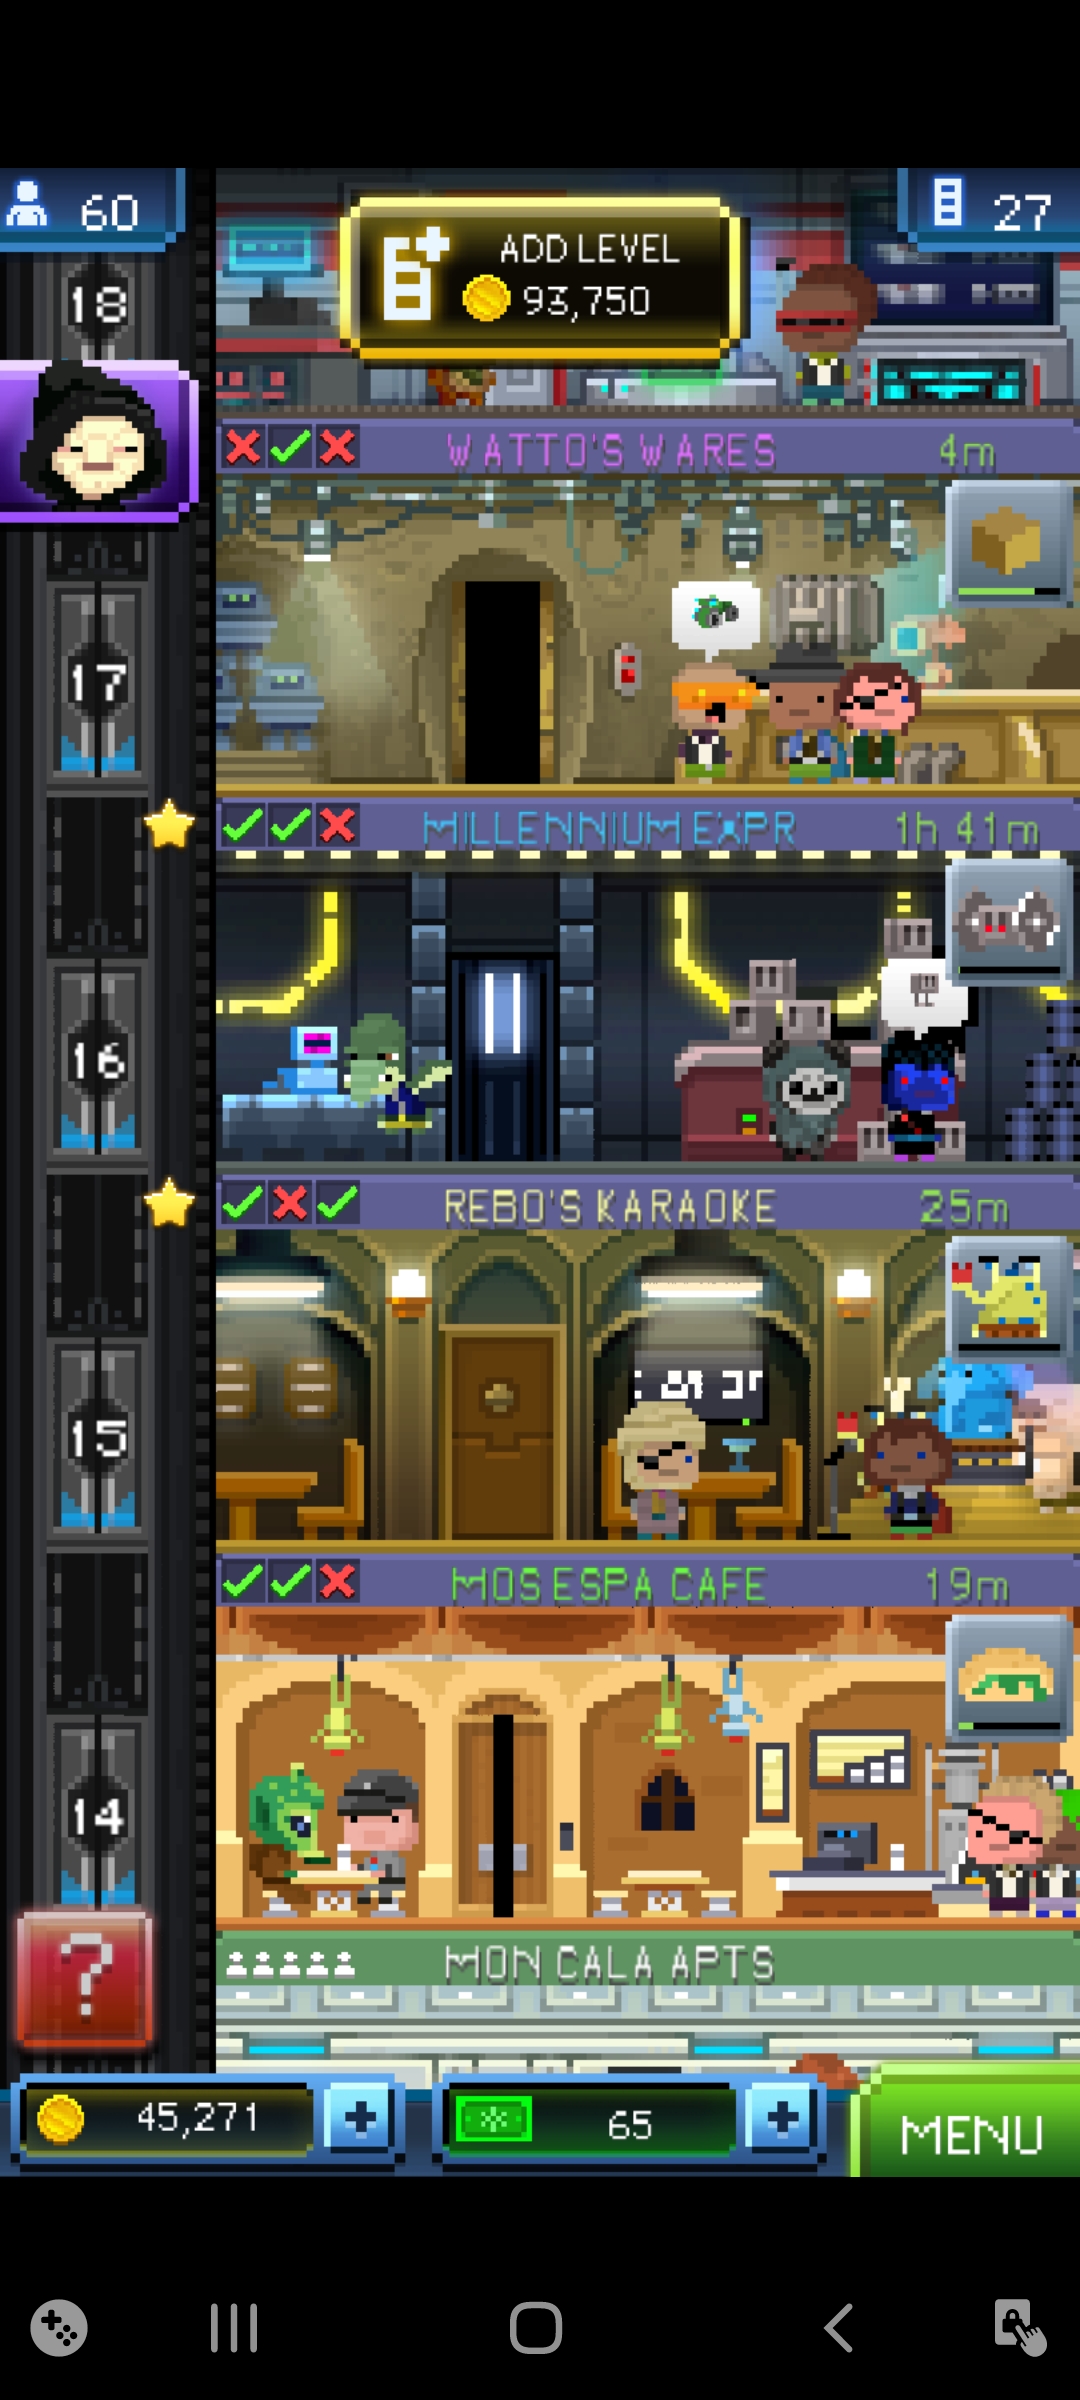 60
ADD LEVEL
93,750
27
18
WATTO'S WARES
4m
17
MILLENNIUM EXPR
1h 41m
16
REBO'S KARAOKE
25m
15
MOS ESPA CAFE
19m
14
?
MON CALA APTS
45,271
+
65
+
MENU